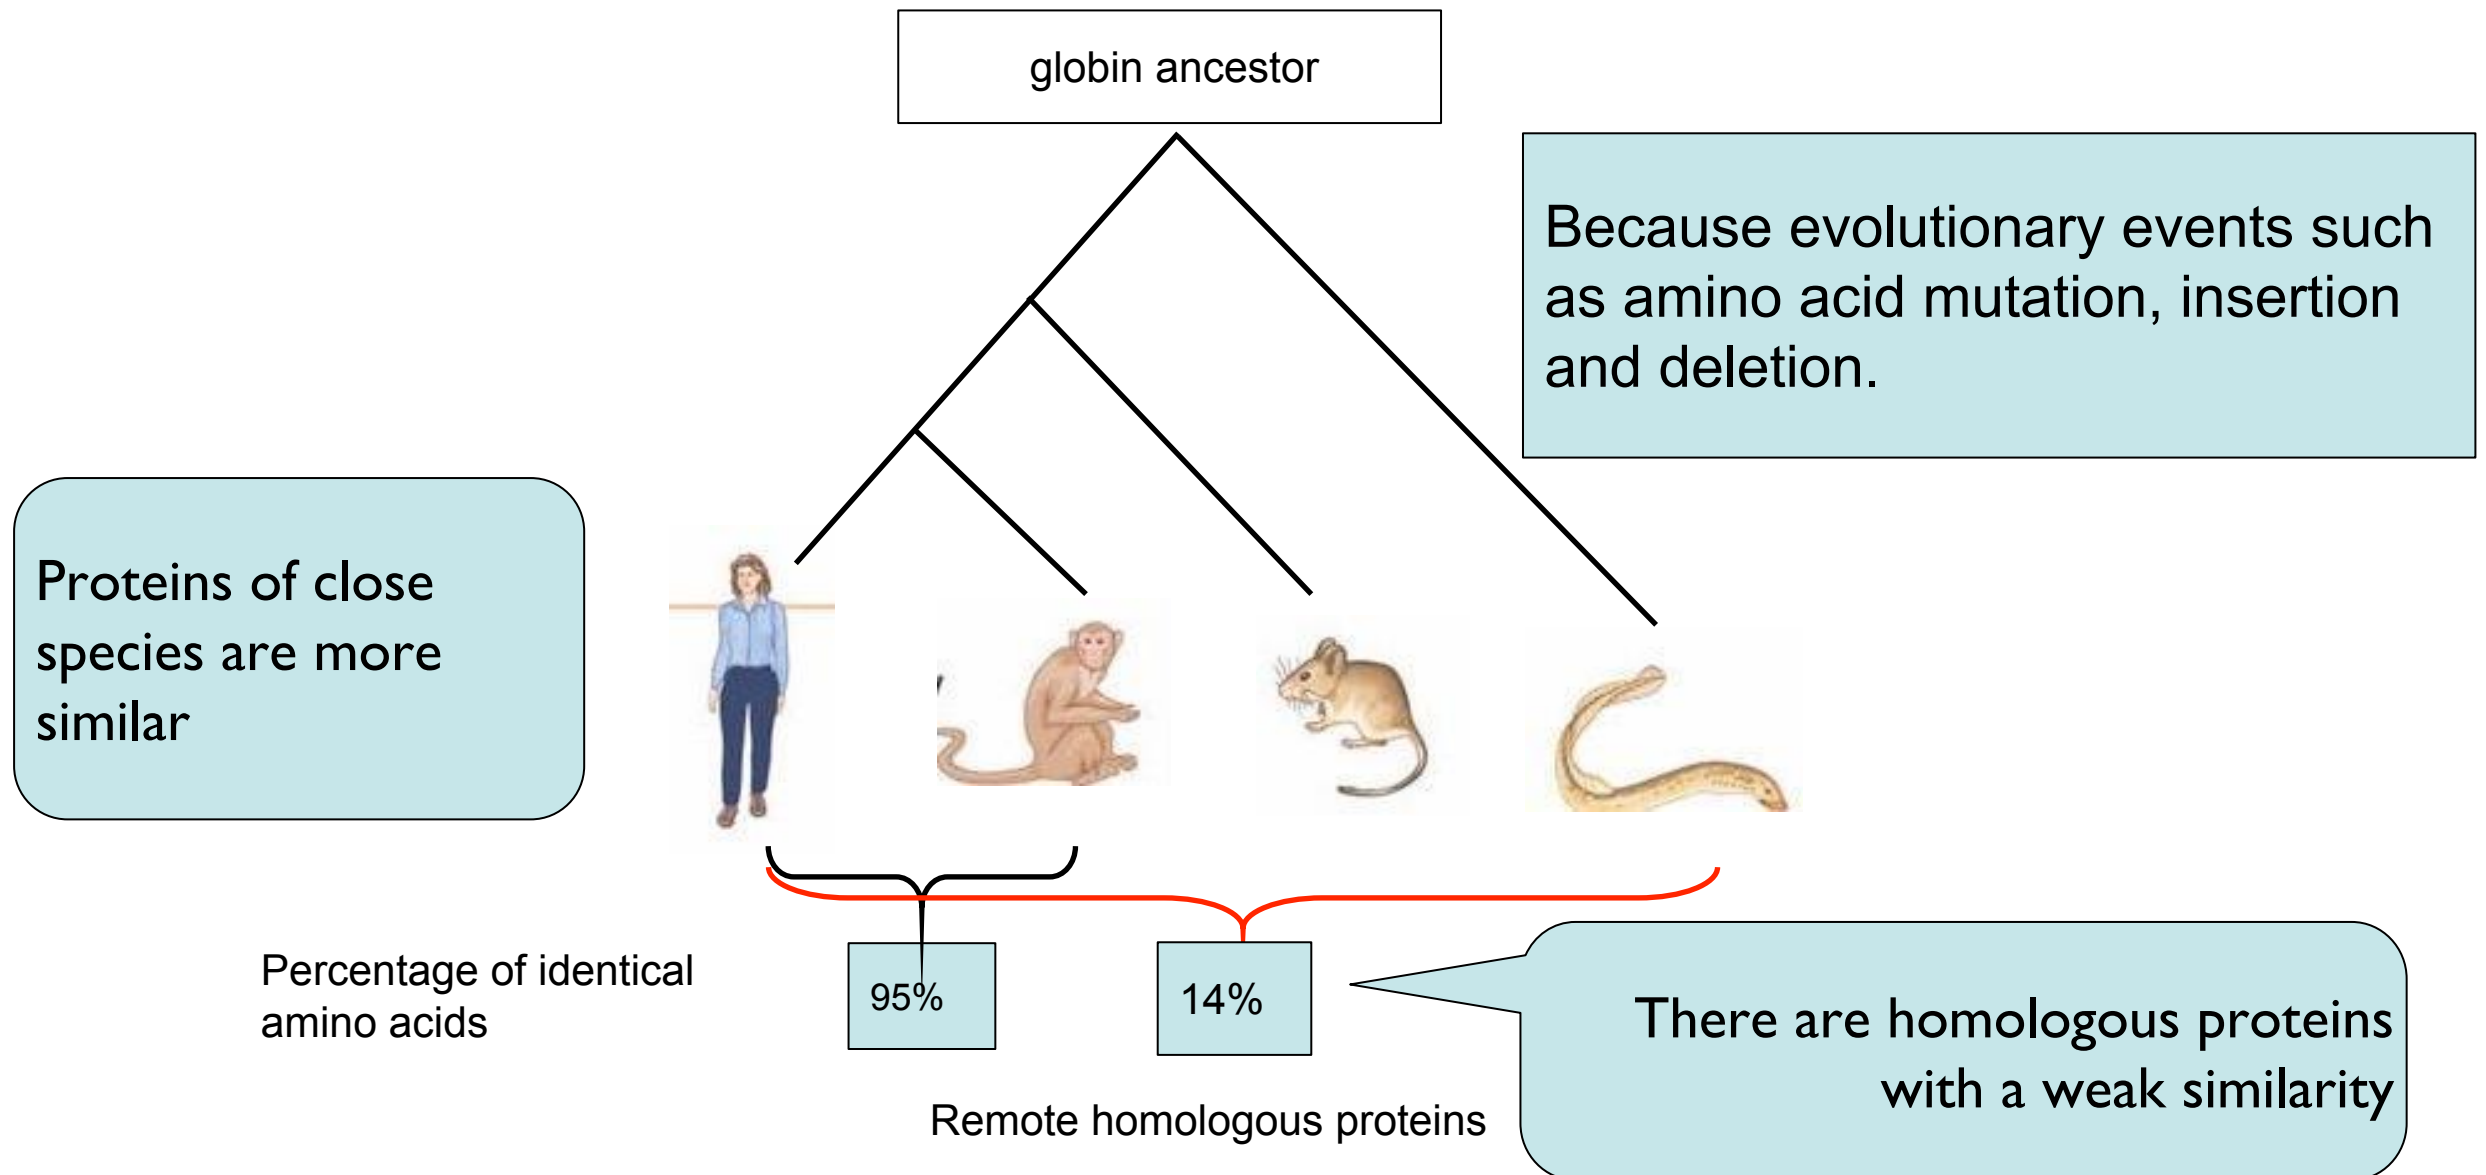 globin ancestor
Because evolutionary events such
as amino acid mutation, insertion
and deletion.
Proteins of close
species are more
similar
Percentage of identical
amino acids
95%
14%
There are homologous proteins
with a weak similarity
Remote homologous proteins